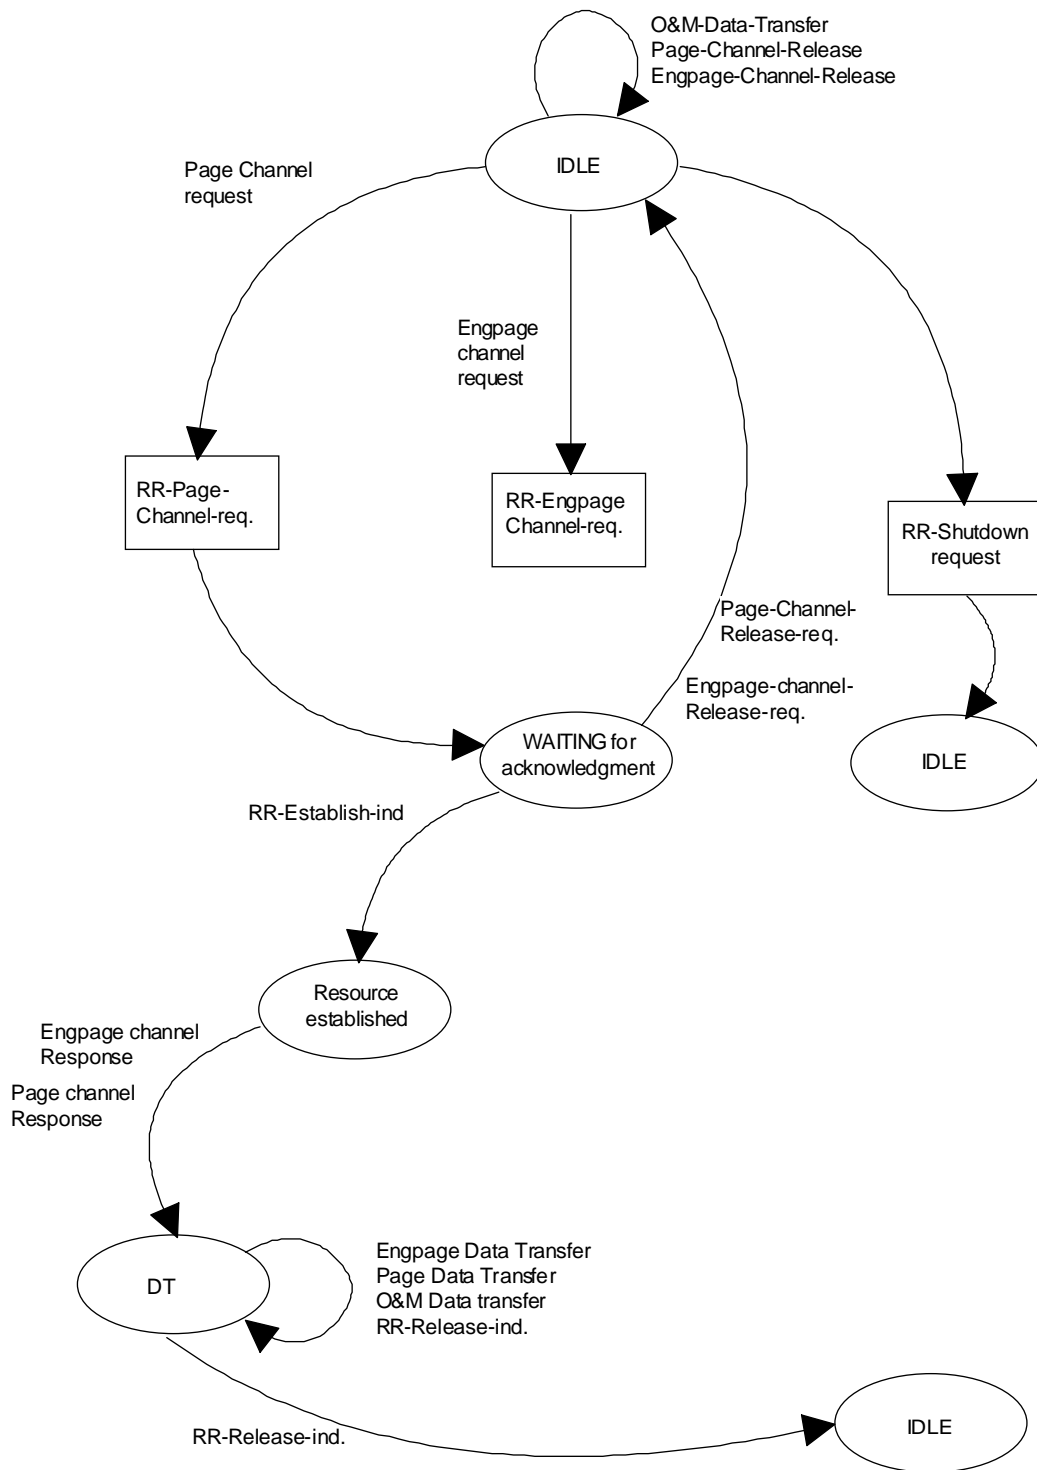 O&M-Data-Transfer
Page-Channel-Release
Engpage-Channel-Release
IDLE
Page Channel
request
Engpage
channel
request
RR-Page-
Channel-req.
RR-Engpage
Channel-req.
RR-Shutdown
request
Page-Channel-
Release-req.
Engpage-channel-
Release-req.
WAITING for
acknowledgment
IDLE
RR-Establish-ind
Resource
established
Engpage channel
Response
Page channel
Response
DT
Engpage Data Transfer
Page Data Transfer
O&M Data transfer
RR-Release-ind.
RR-Release-ind.
IDLE